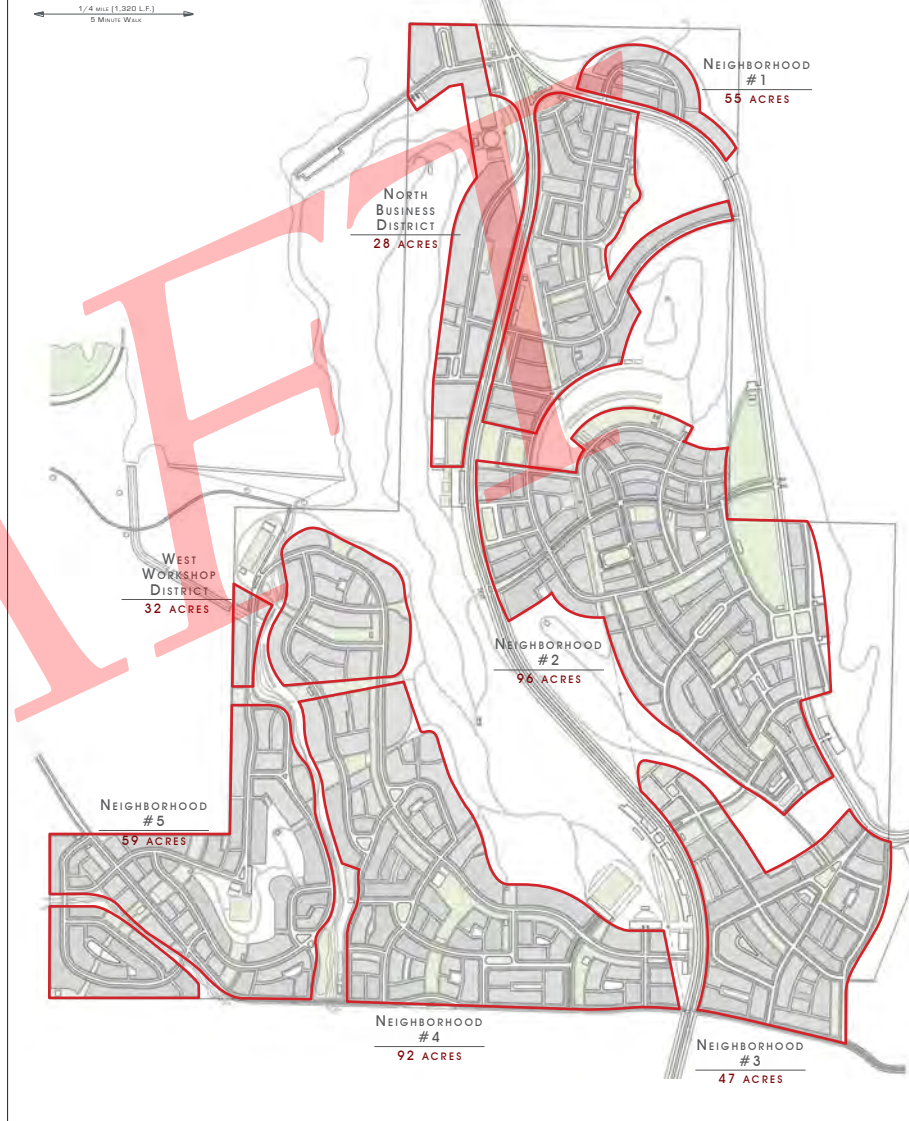 1/4 MILE (1,320 L.F.)
5 MINUTE WALK
NEIGHBORHOOD
#1
55 ACRES
NORTH
BUSINESS
DISTRICT
28 ACRES
WEST
WORKSHOP
DISTRICT
32 ACRES
NEIGHBORHOOD
#2
96 ACRES
NEIGHBORHOOD
#5
59 ACRES
NEIGHBORHOOD
#4
92 ACRES
NEIGHBORHOOD
#3
47 ACRES
AFT